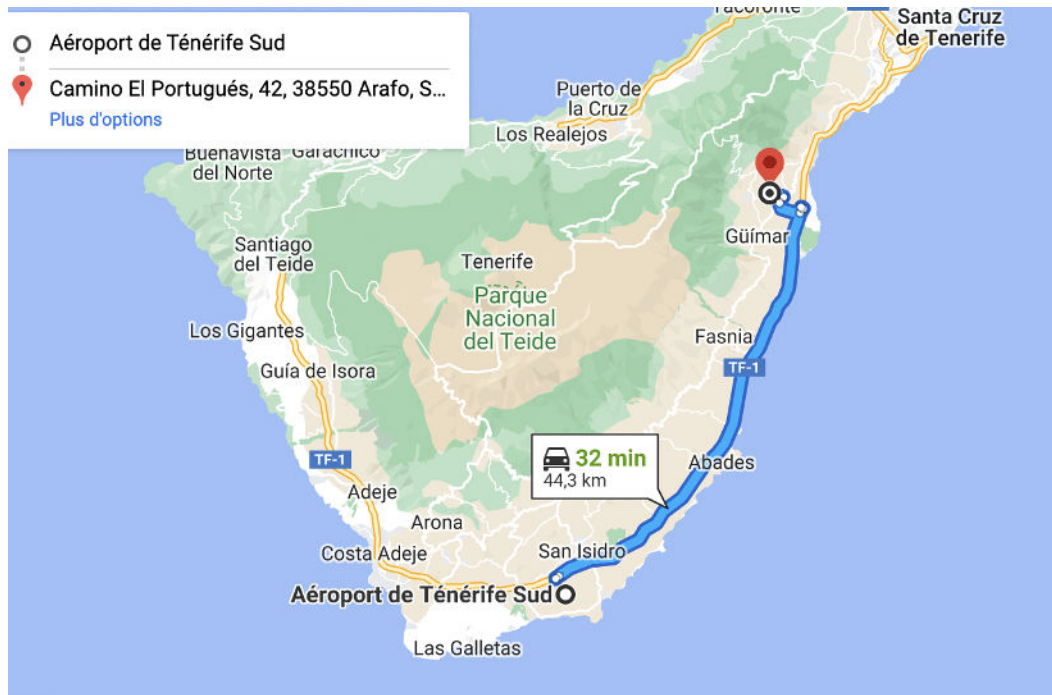 Aéroport de Ténérife Sud
Camino El Portugués, 42, 38550 Arafo, S...
Plus d'options
Tacoronte
Santa Cruz
de Tenerife
Puerto de
la Cruz
Los Realejos
Buenavista
del Norte
Garachico
Güímar
Santiago
del Teide
Tenerife
Parque
Nacional
del Teide
Los Gigantes
Fasnia
Guía de Isora
TF-1
32 min
44,3 km
TF-1
Abades
Adeje
Arona
Costa Adeje
San Isidro
Aéroport de Ténérife Sud
Las Galletas